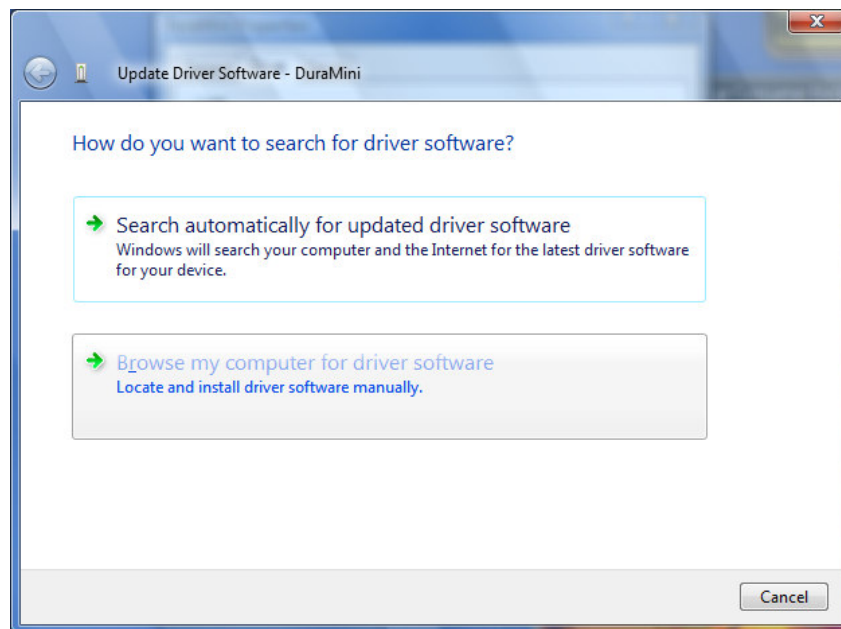 Update Driver Software - DuraMini
How do you want to search for driver software?
Search automatically for updated driver software
Windows will search your computer and the Internet for the latest driver software
for your device.
Browse my computer for driver software
Locate and install driver software manually.
Cancel